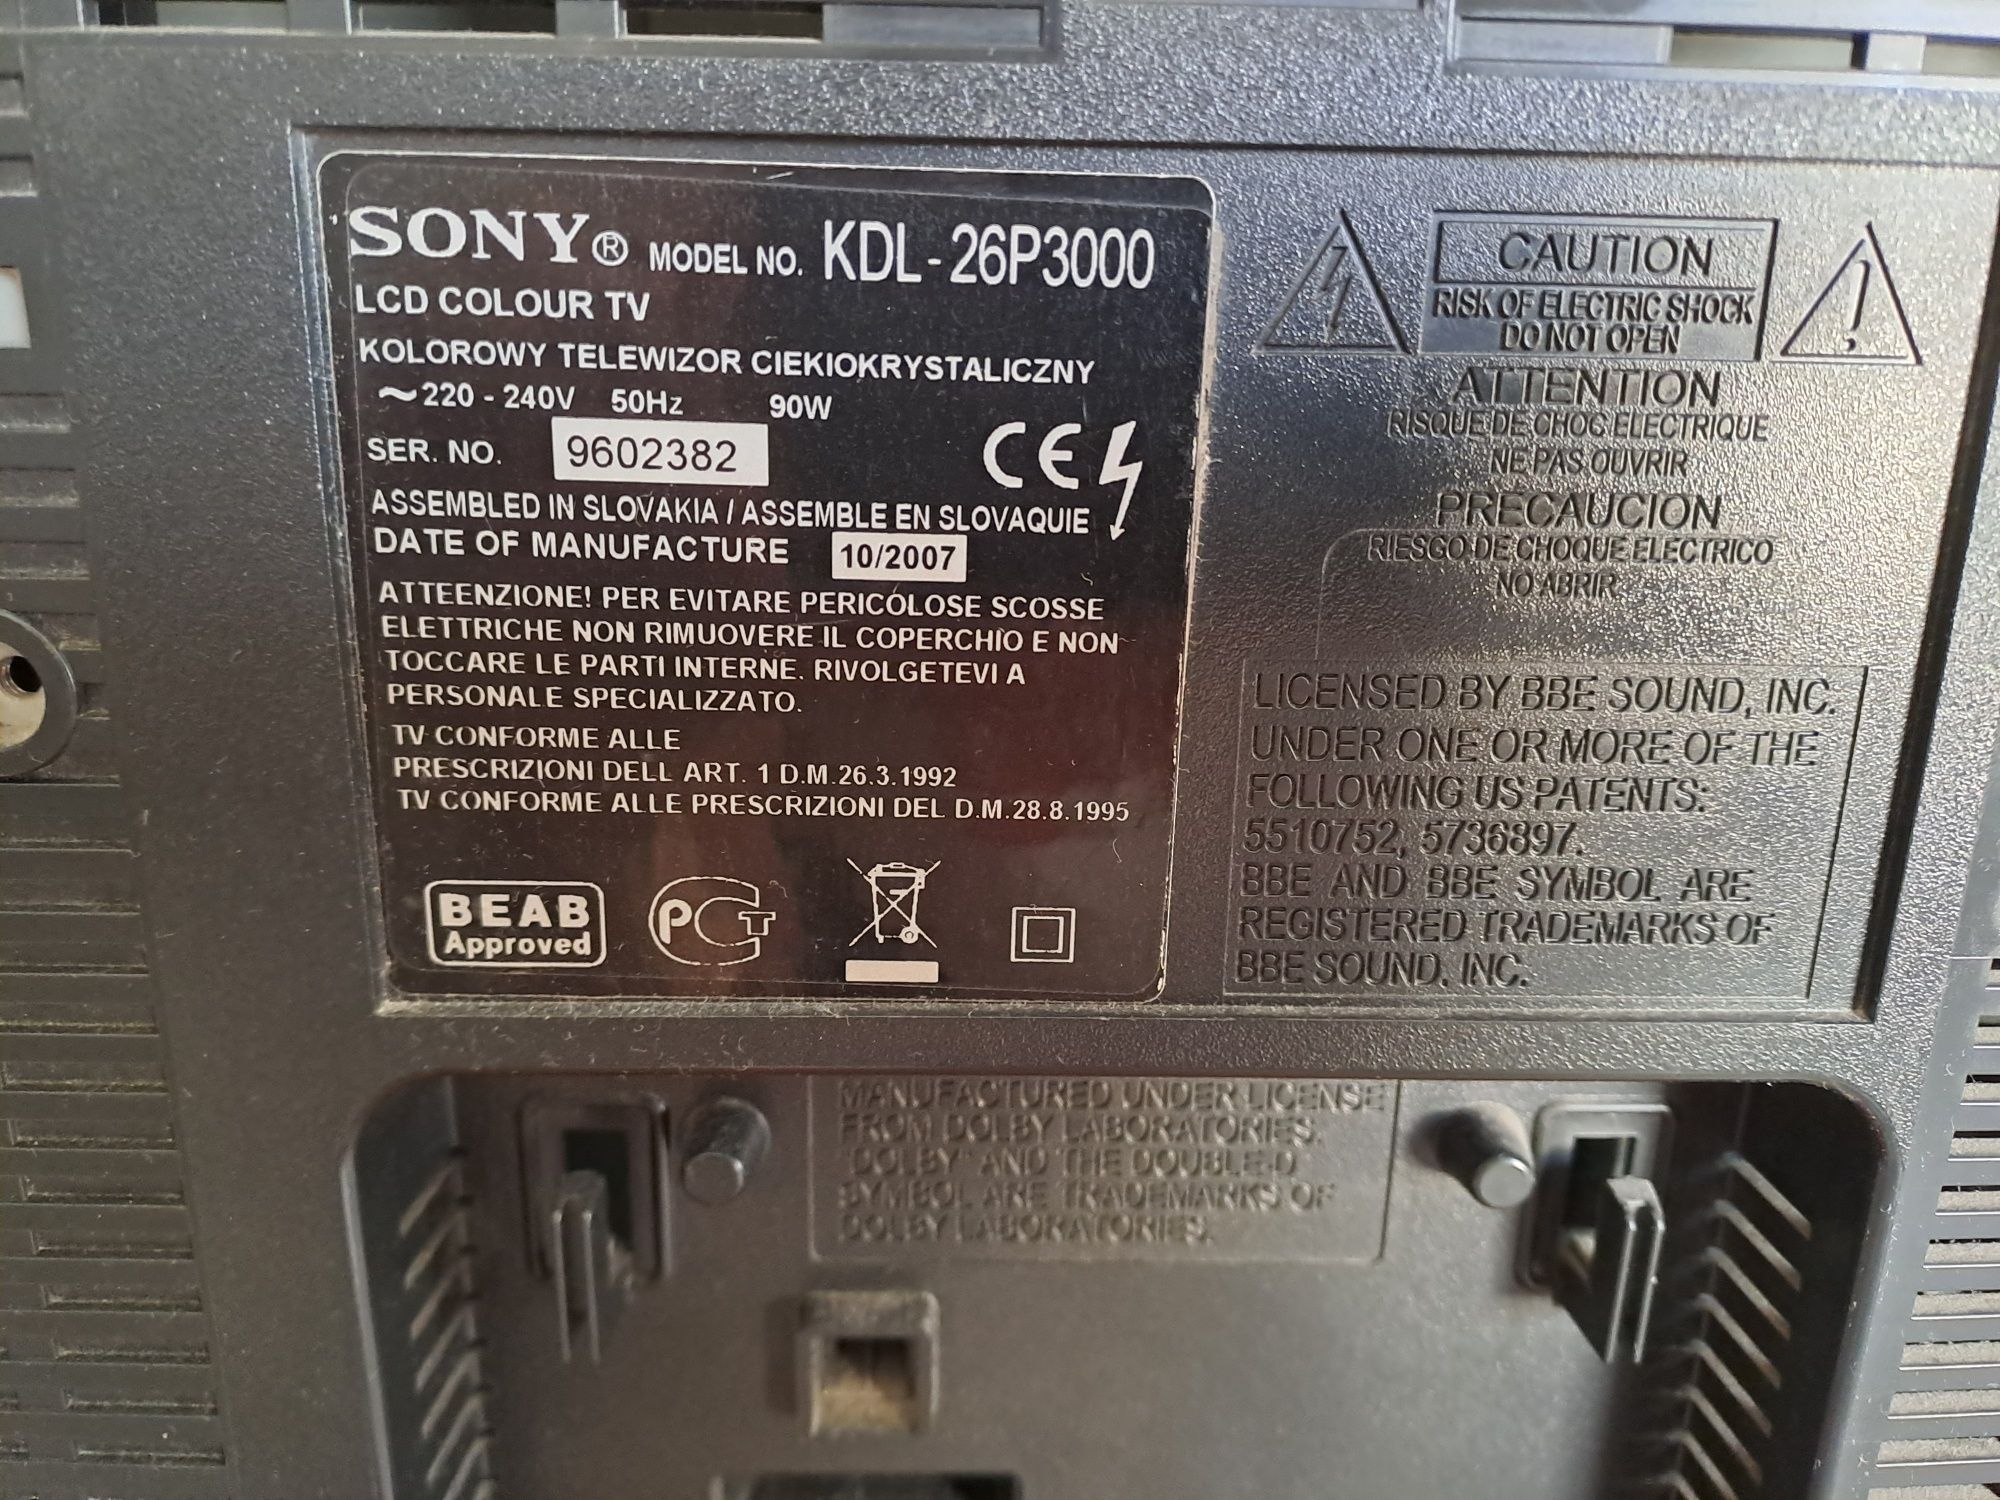 SONY® MODEL NO. KDL-26P3000
LCD COLOUR TV
KOLOROWY TELEWIZOR CIEKIOKRYSTALICZNY
~220 - 240V 50Hz 90W
SER. NO. 9602382
CE
ASSEMBLED IN SLOVAKIA / ASSEMBLE EN SLOVAQUIE
DATE OF MANUFACTURE 10/2007
ATTEENZIONE! PER EVITARE PERICOLOSE SCOSSE
ELETTRICHE NON RIMUOVERE IL COPERCHIO E NON
TOCCARE LE PARTI INTERNE. RIVOLGETEVI A
PERSONALE SPECIALIZZATO.
TV CONFORME ALLE
PRESCRIZIONI DELL ART. 1 D.M.26.3.1992
TV CONFORME ALLE PRESCRIZIONI DEL D.M.28.8.1995
BEAB
Approved
PCT
CAUTION
RISK OF ELECTRIC SHOCK
DO NOT OPEN
ATTENTION
RISQUE DE CHOC ELECTRIQUE
NE PAS OUVRIR
PRECAUCION
RIESGO DE CHOQUE ELECTRICO
NO ABRIR
LICENSED BY BBE SOUND, INC.
UNDER ONE OR MORE OF THE
FOLLOWING US PATENTS:
5510752, 5736897.
BBE AND BBE SYMBOL ARE
REGISTERED TRADEMARKS OF
BBE SOUND, INC.
MANUFACTURED UNDER LICENSE
FROM DOLBY LABORATORIES.
"DOLBY" AND THE DOUBLE-D
SYMBOL ARE TRADEMARKS OF
DOLBY LABORATORIES.